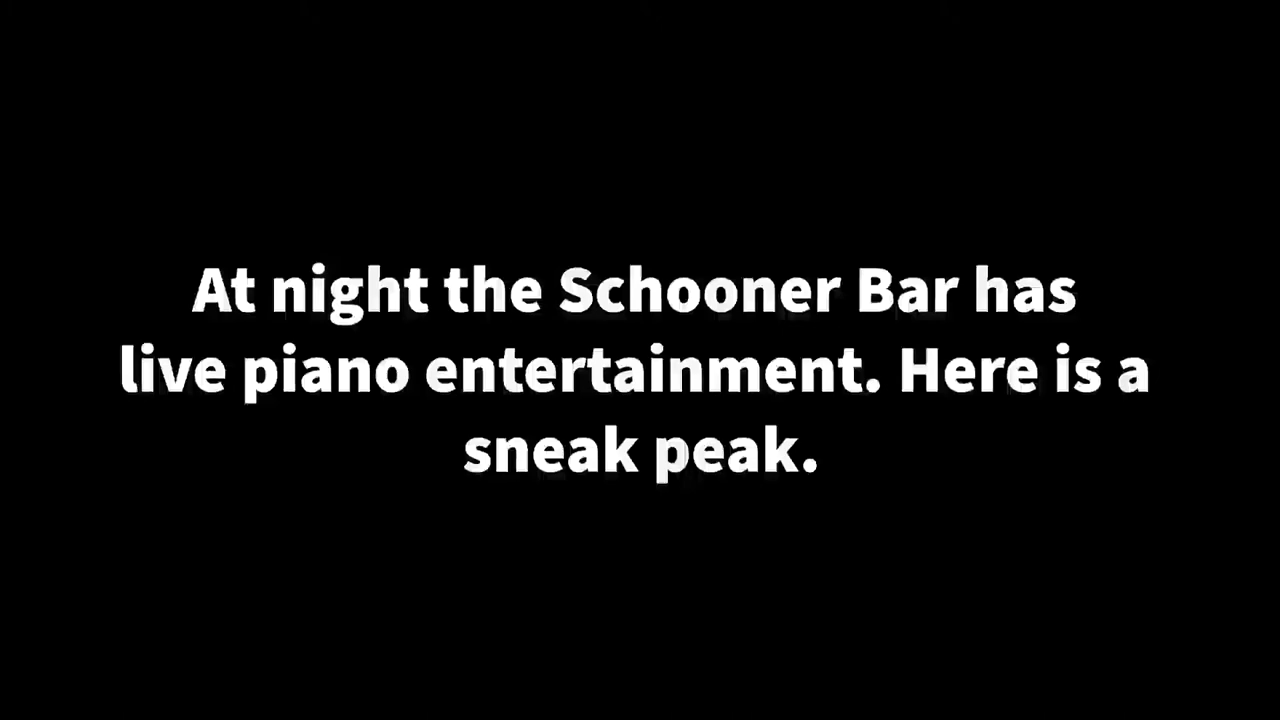 At night the Schooner Bar has
live piano entertainment. Here is a
sneak peak.